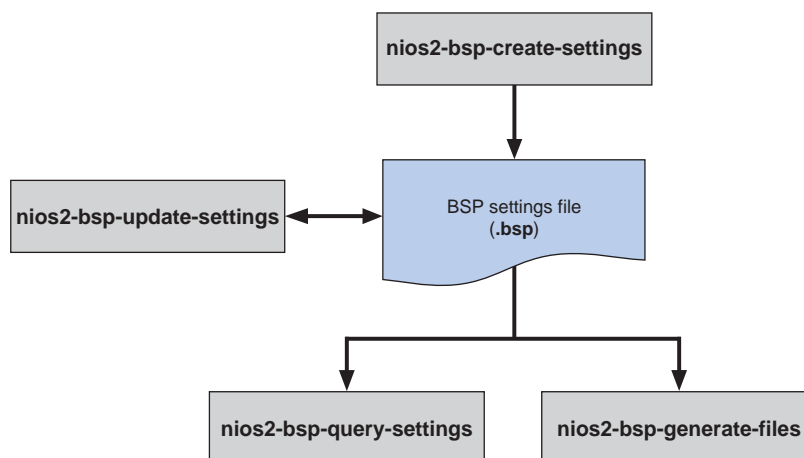 nios2-bsp-create-settings
BSP settings file
(.bsp)
nios2-bsp-update-settings
nios2-bsp-query-settings
nios2-bsp-generate-files